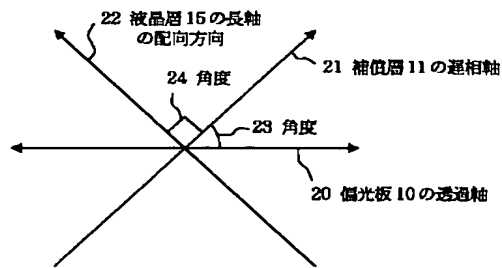 22 液晶層15の長軸
の配向方向
24 角度
21 補償層11の遅相軸
23 角度
20 偏光板10の透過軸